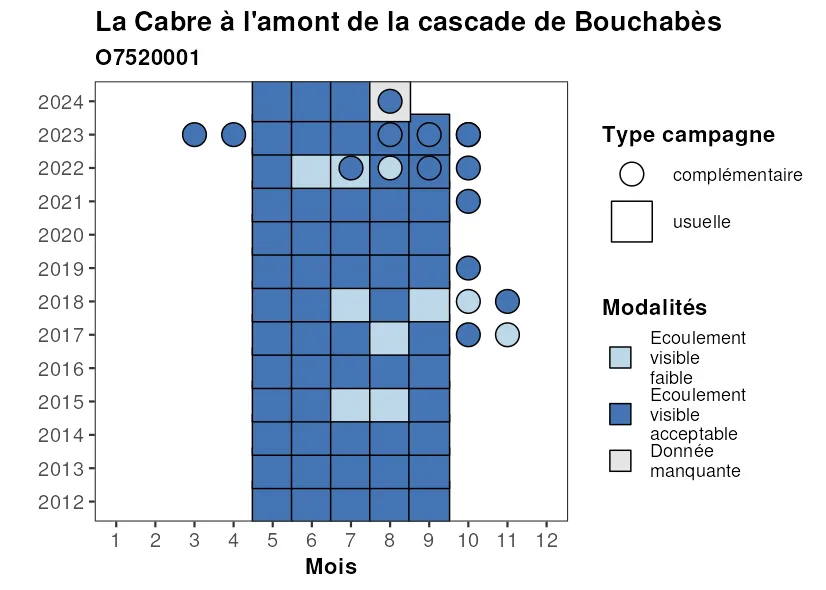 La Cabre à l'amont de la cascade de Bouchabès
O7520001
2024
2023
2022
2021
2020
2019
2018
2017
2016
2015
2014
2013
2012
1 2 3 4 5 6 7 8 9 10 11 12
Mois
Type campagne
complémentaire
usuelle
Modalités
Ecoulement
visible
faible
Ecoulement
visible
acceptable
Donnée
manquante